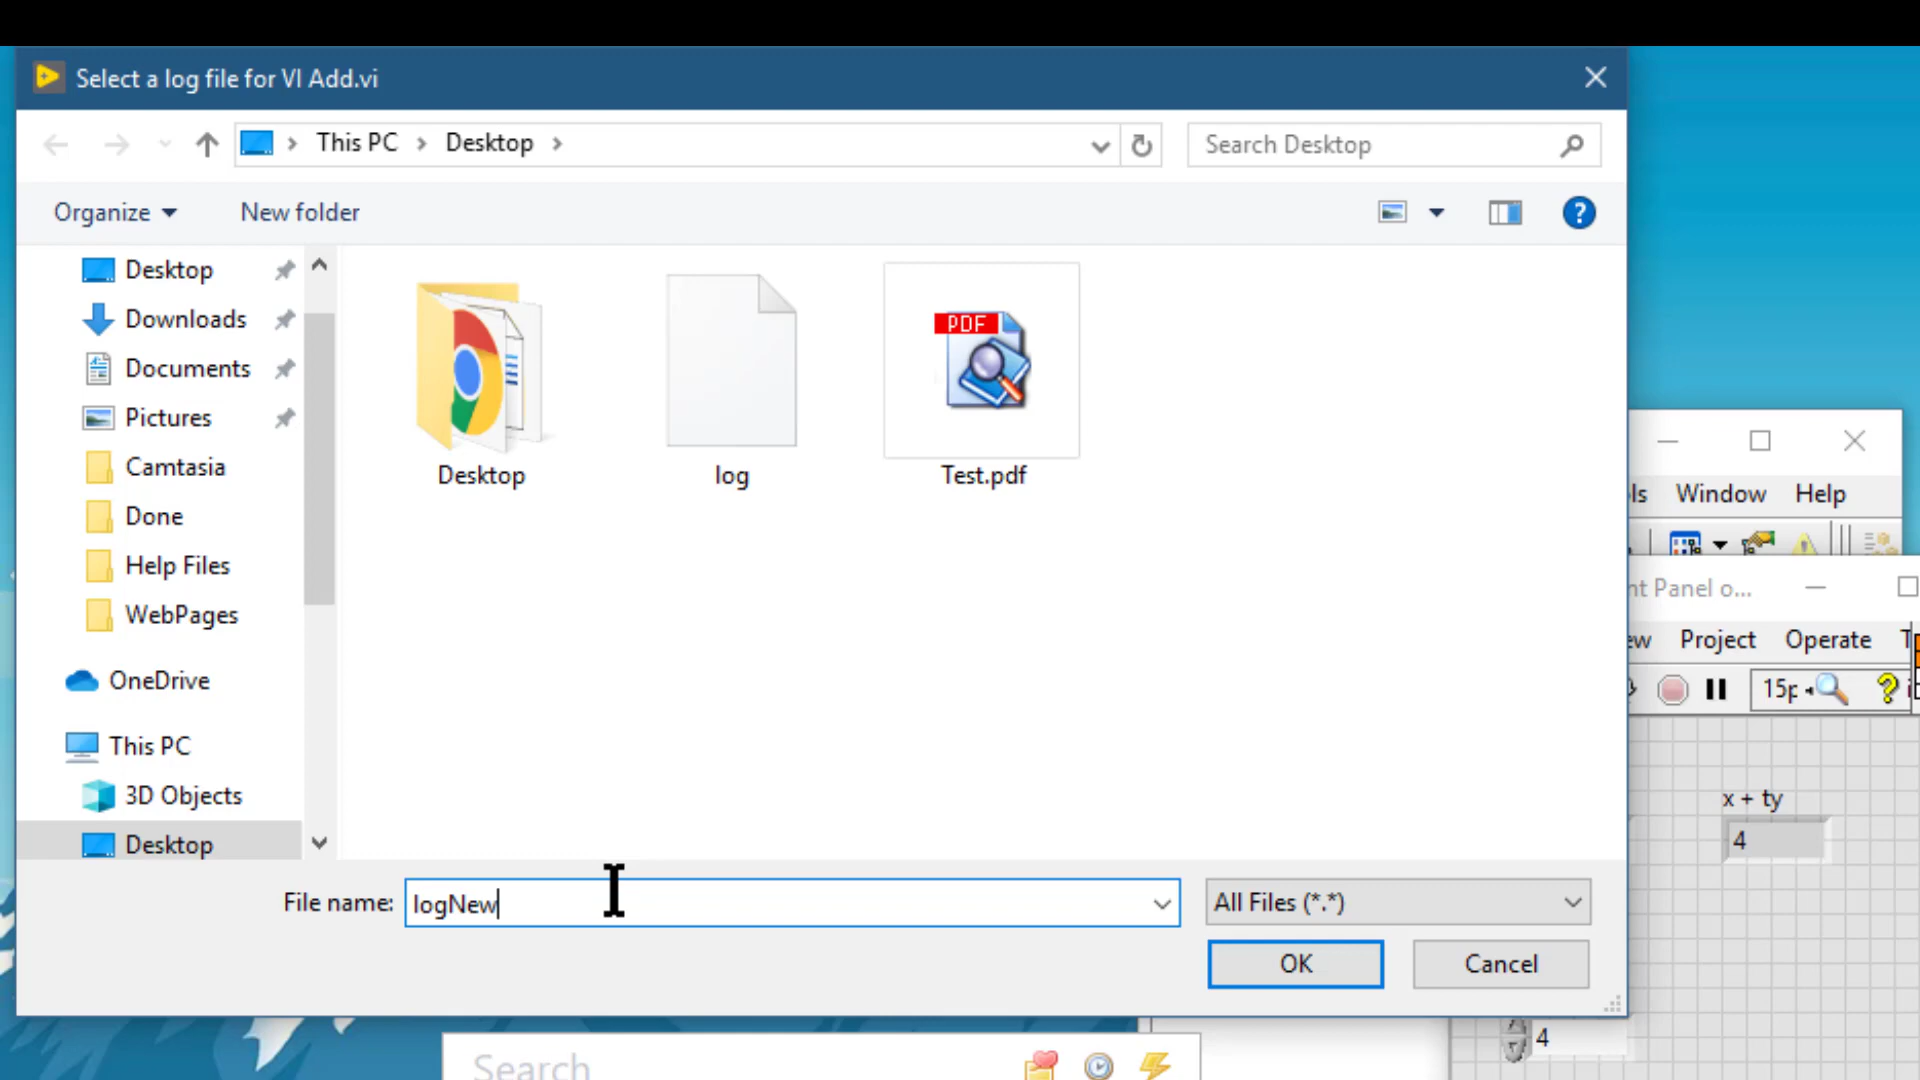 Select a log file for VI Add.vi
This PC
Desktop
Search Desktop
Organize
New folder
?
Desktop
Downloads
Documents
Pictures
Camtasia
Done
Help Files
WebPages
OneDrive
This PC
3D Objects
Desktop
Desktop
log
PDF
Test.pdf
File name:
logNew
All Files (*.*)
OK
Cancel
Window
Help
Panel o...
Project
Operate
15p
?
x + ty
4
4
Search